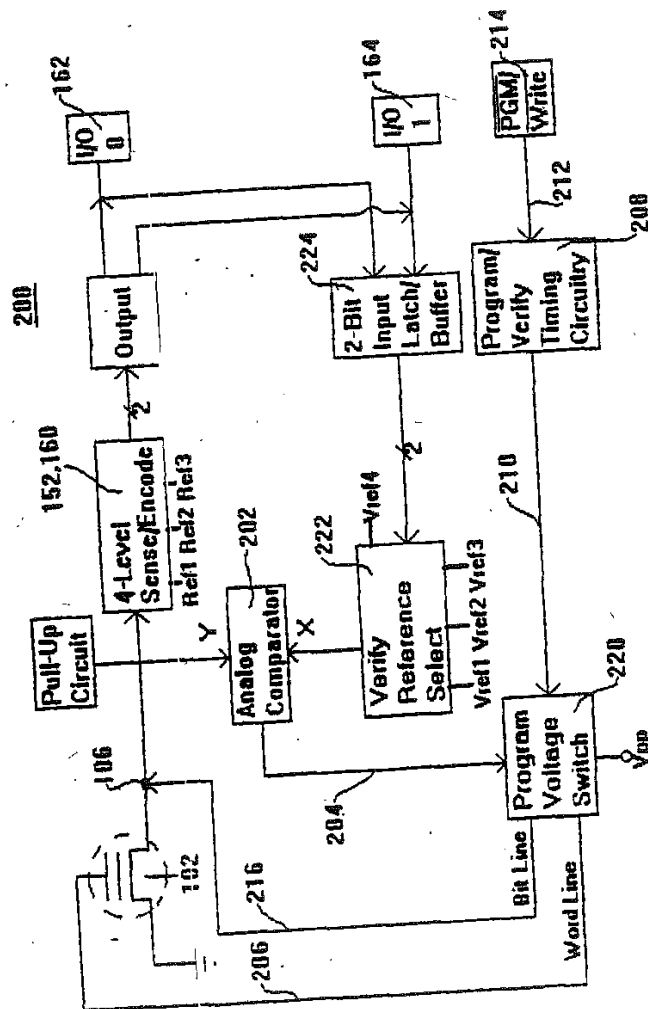 200
206
216
102
106
Pull-Up
Circuit
152,160
4-Level
Sense/Encode
Ref1 Ref2 Ref3
2
Output
162
I/O
0
Y
202
Analog
Comparator
204
X
222
Verify
Reference
Select
Vref4
Vref1 Vref2 Vref3
2
224
2-Bit
Input
Latch/
Buffer
164
I/O
1
Bit Line
Word Line
Program
Voltage
Switch
220
VPP
210
Program/
Verify
Timing
Circuitry
208
212
PGM/
Write
214